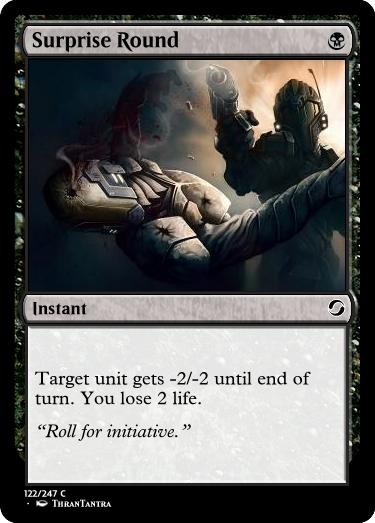 Surprise Round
Instant
Target unit gets -2/-2 until end of
turn. You lose 2 life.
“Roll for initiative.”
122/247 C
· ThranTantra